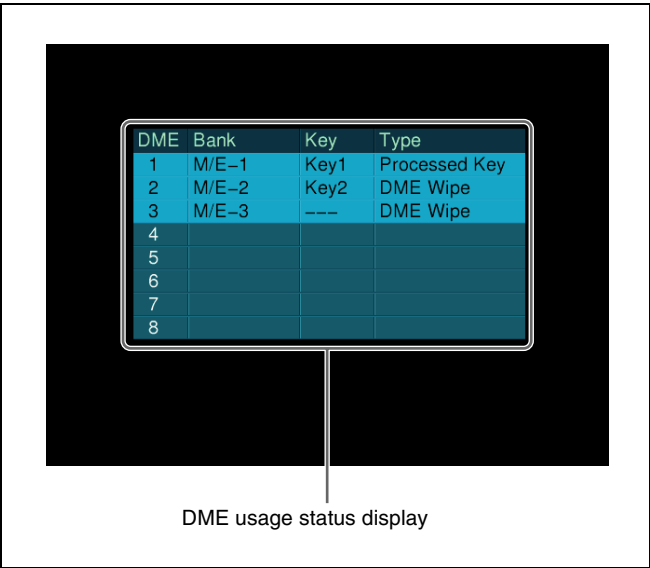 DME Bank Key Type
1 M/E–1 Key1 Processed Key
2 M/E–2 Key2 DME Wipe
3 M/E–3 ––– DME Wipe
4
5
6
7
8
DME usage status display